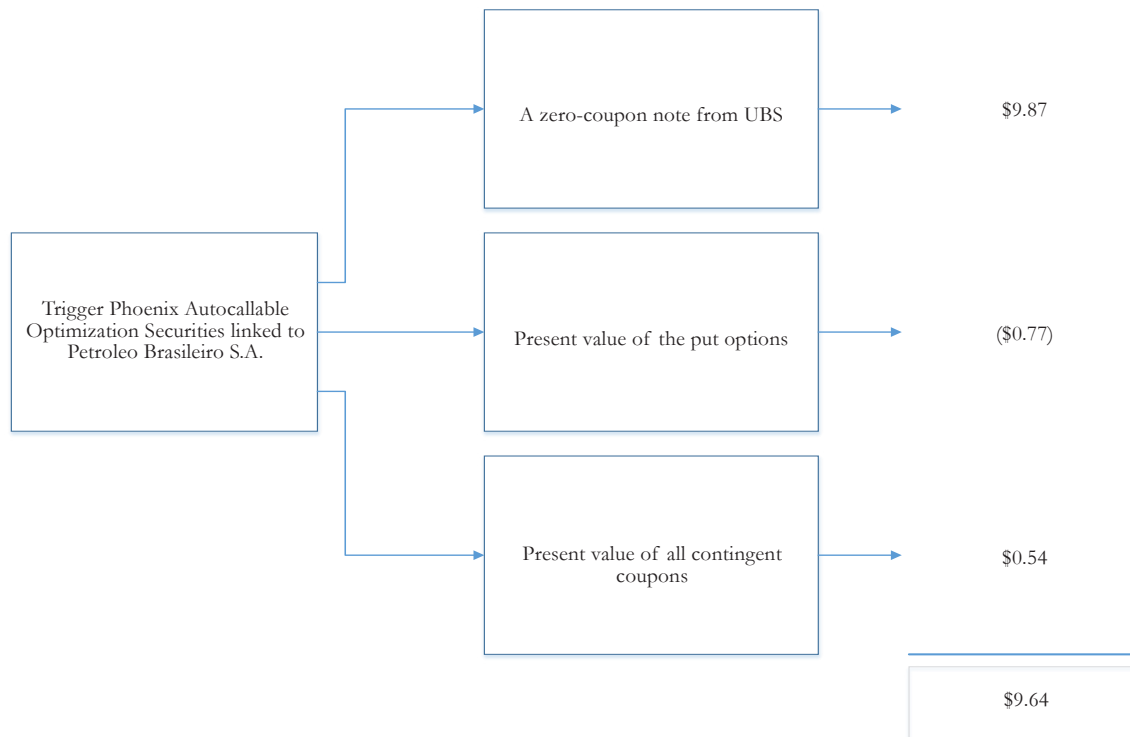 A zero-coupon note from UBS
$9.87
Trigger Phoenix Autocallable
Optimization Securities linked to
Petroleo Brasileiro S.A.
Present value of the put options
($0.77)
Present value of all contingent
coupons
$0.54
$9.64